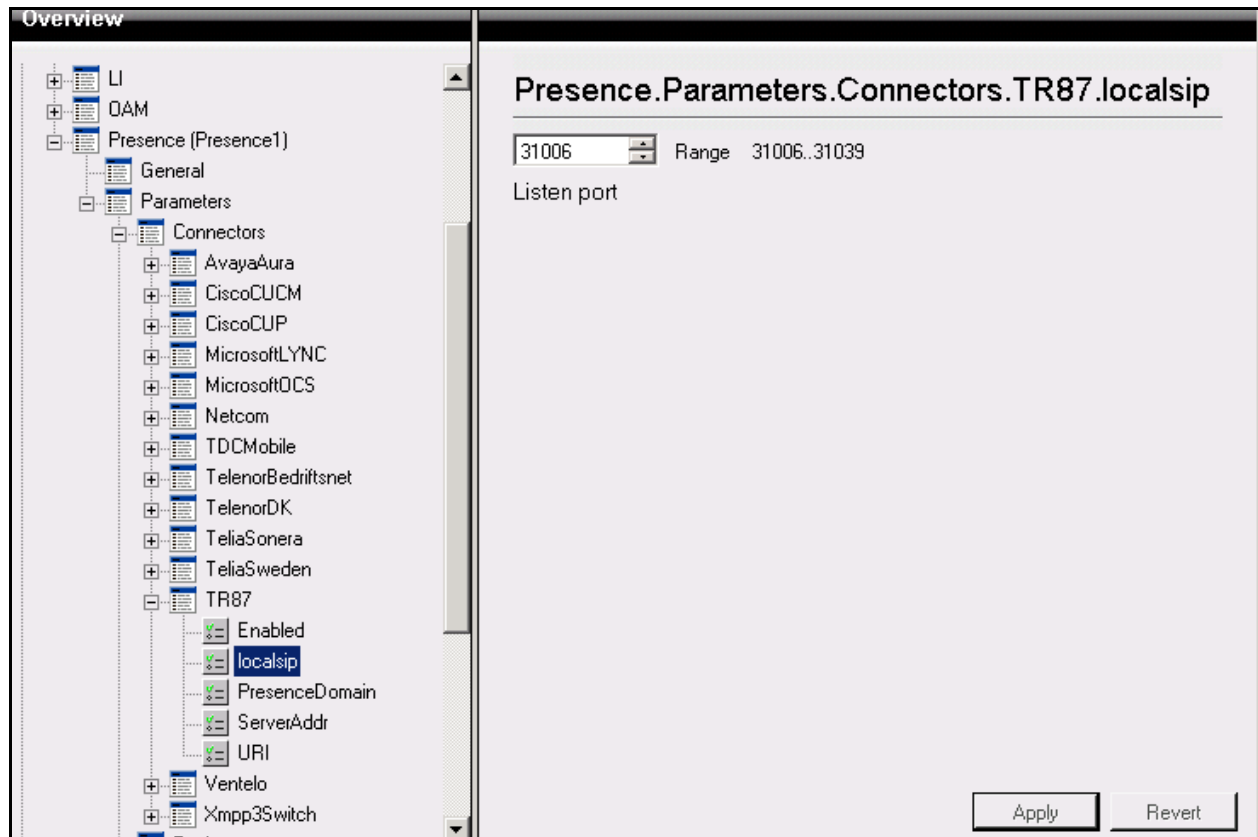 Overview
LI
OAM
Presence (Presence1)
General
Parameters
Connectors
AvayaAura
CiscoCUCM
CiscoCUP
MicrosoftLYNC
MicrosoftOCS
Netcom
TDCMobile
TelenorBedriftsnet
TelenorDK
TeliaSonera
TeliaSweden
TR87
Enabled
localsip
PresenceDomain
ServerAddr
URI
Ventelo
Xmpp3Switch
Presence.Parameters.Connectors.TR87.localsip
31006 Range 31006..31039
Listen port
Apply Revert